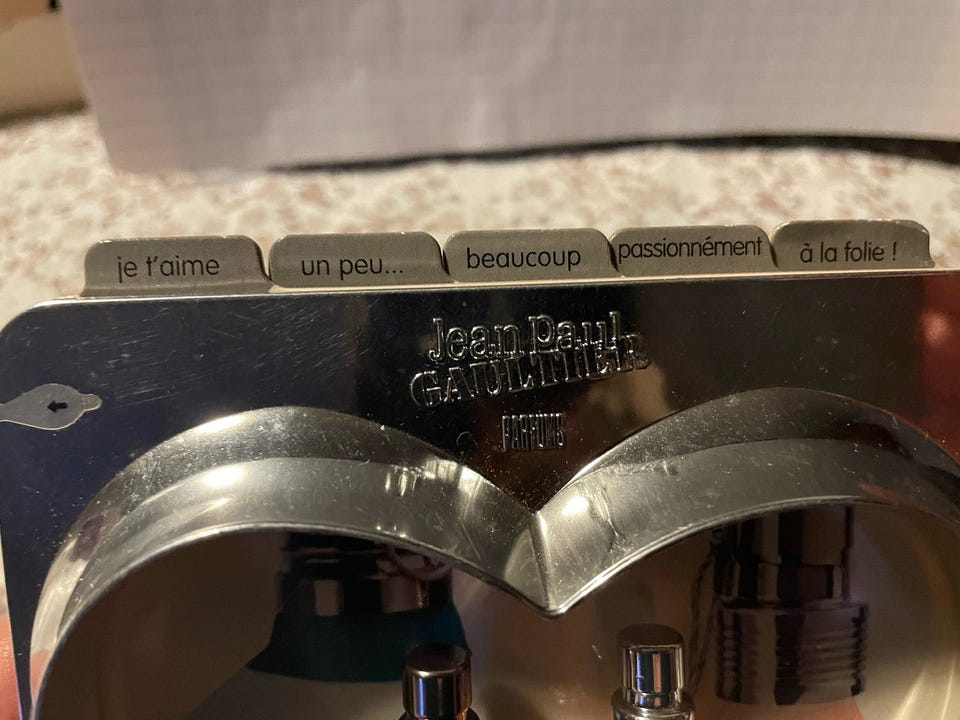 je t'aime
un peu...
beaucoup
passionnément
à la folie !
Jean Paul
GAULTIER
PARFUMS